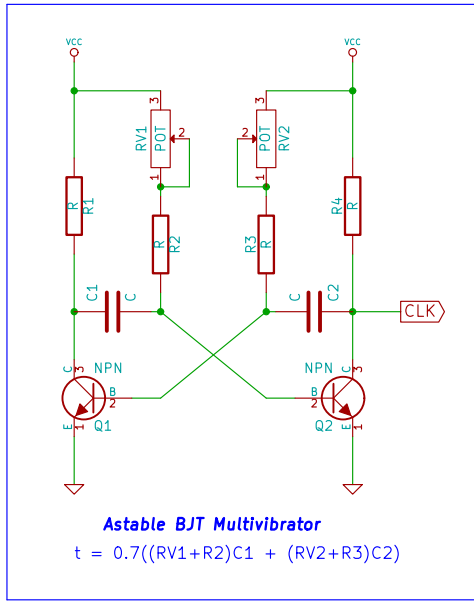 VCC VCC
3 3
RV1 POT 2 2 POT RV2
1 1
R R1 R R2 R3 R R4 R
C1 C C C2
CLK
C 3 NPN NPN C 3
B 2 B 2
E 1 Q1 Q2 E 1
Astable BJT Multivibrator
t = 0.7((RV1+R2)C1 + (RV2+R3)C2)